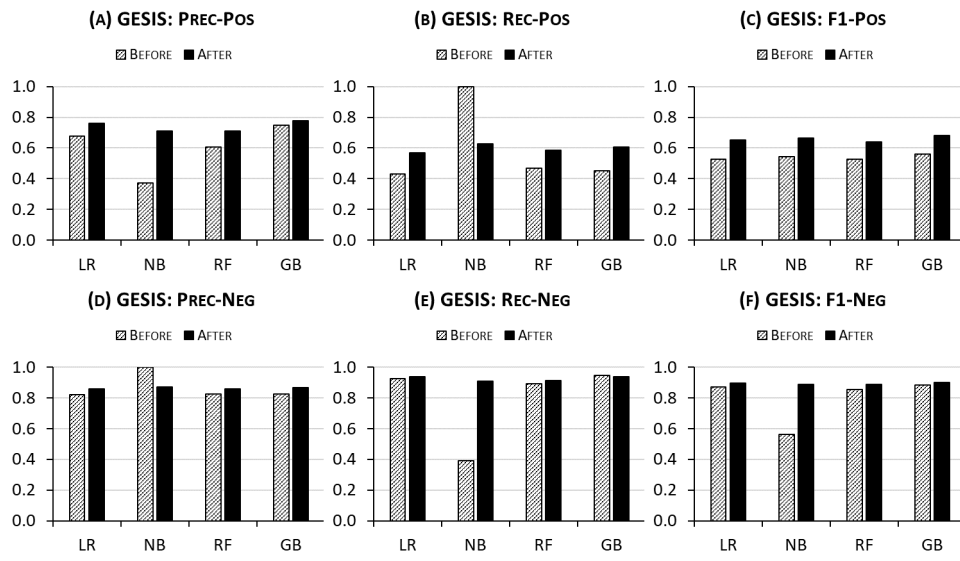 (A) GESIS: PREC-POS
BEFORE AFTER
1.0
0.8
0.6
0.4
0.2
0.0
LR NB RF GB
(B) GESIS: REC-POS
BEFORE AFTER
1.0
0.8
0.6
0.4
0.2
0.0
LR NB RF GB
(C) GESIS: F1-POS
BEFORE AFTER
1.0
0.8
0.6
0.4
0.2
0.0
LR NB RF GB
(D) GESIS: PREC-NEG
BEFORE AFTER
1.0
0.8
0.6
0.4
0.2
0.0
LR NB RF GB
(E) GESIS: REC-NEG
BEFORE AFTER
1.0
0.8
0.6
0.4
0.2
0.0
LR NB RF GB
(F) GESIS: F1-NEG
BEFORE AFTER
1.0
0.8
0.6
0.4
0.2
0.0
LR NB RF GB